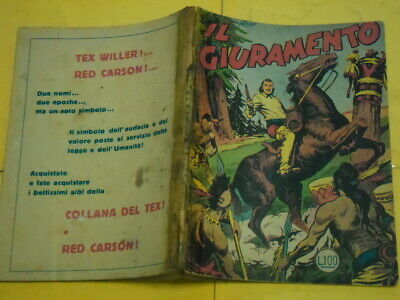 TEX WILLER!...
RED CARSON!...
Due nomi...
due epoche...
ma un solo simbolo...
Il simbolo dell'audacia e del
valore posto al servizio della
legge e dell'Umanità!
Acquistate
e fate acquistare
i bellissimi albi della
COLLANA DEL TEX!
e
RED CARSON!
IL
GIURAMENTO
L.100